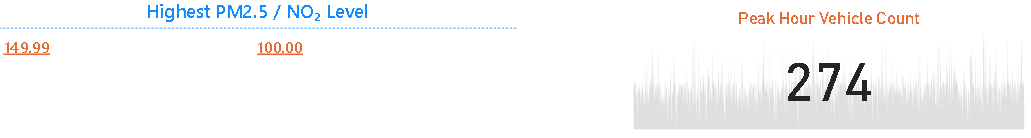 Highest PM2.5 / NO₂ Level
149.99 100.00
Peak Hour Vehicle Count
274